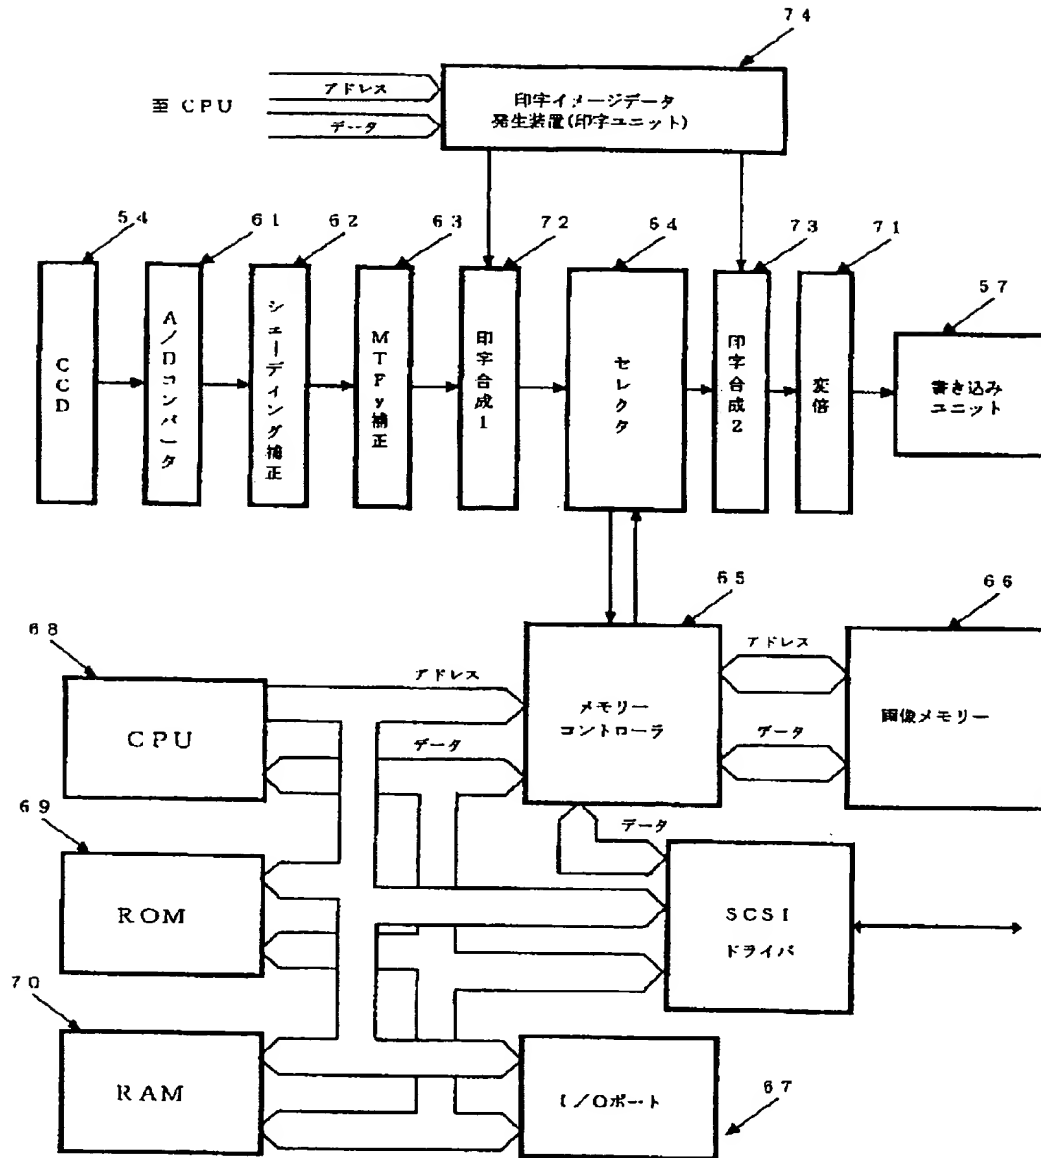 74
アドレス
至 CPU
データ
印字イメージデータ
発生装置(印字ユニット)
54
61
62
63
72
64
73
71
57
CCD
A/Dコンバータ
シェーディング補正
MTFγ補正
印字合成1
セレクタ
印字合成2
変倍
書き込み
ユニット
65
66
68
アドレス
アドレス
CPU
メモリー
コントローラ
画像メモリー
データ
データ
69
データ
ROM
SCSI
ドライバ
70
RAM
I/Oポート
67